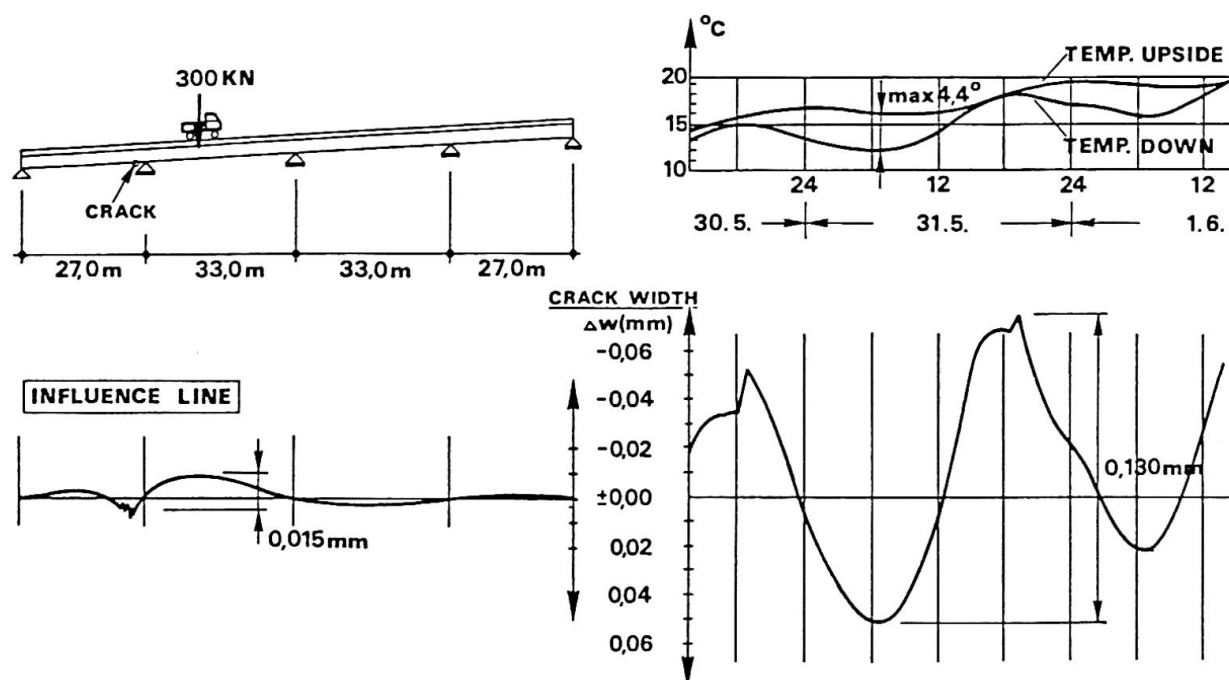 300 KN
CRACK
27,0m 33,0m 33,0m 27,0m
°C
20
15
10
TEMP. UPSIDE
max 4,4°
TEMP. DOWN
24 12 24 12
30.5. 31.5. 1.6.
INFLUENCE LINE
0,015mm
CRACK WIDTH
Δw(mm)
-0,06
-0,04
-0,02
±0,00
0,02
0,04
0,06
0,130mm